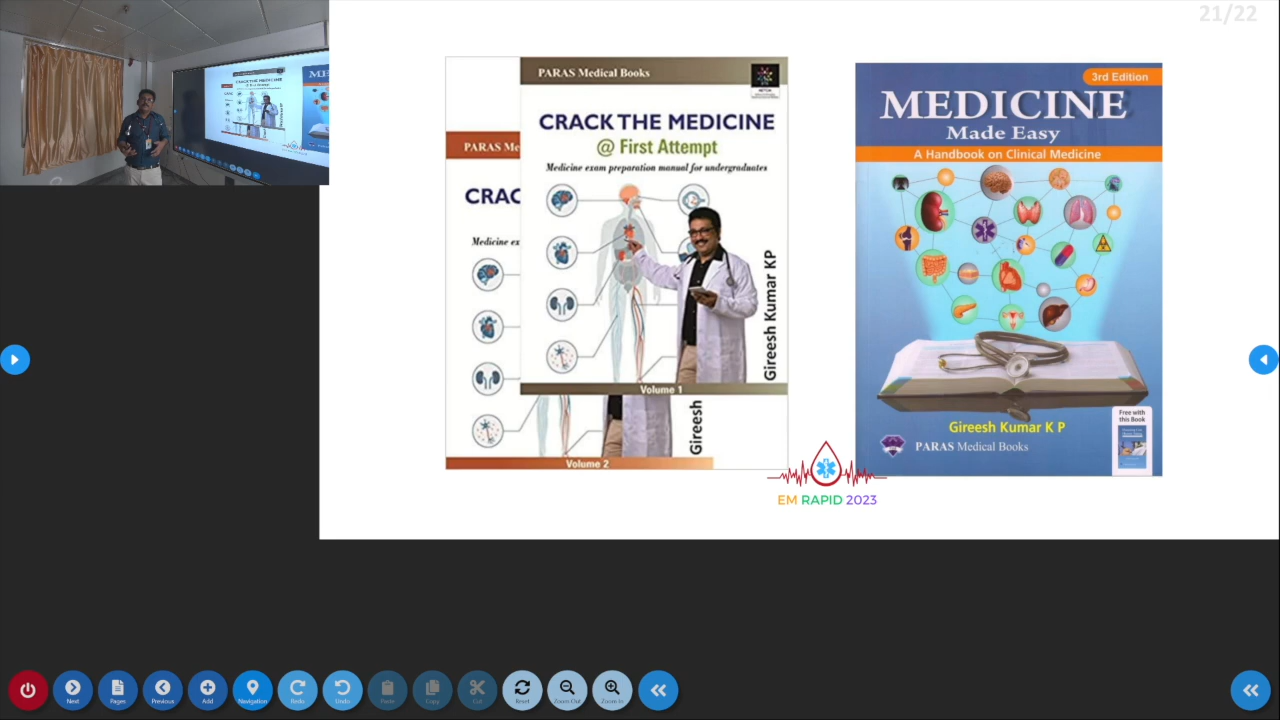 21/22
PARAS Medical Books
CRACK THE MEDICINE
@ First Attempt
Medicine exam preparation manual for undergraduates
Gireesh Kumar KP
Volume 1
PARAS Me
CRAC
Medicine ex
Gireesh
Volume 2
3rd Edition
MEDICINE
Made Easy
A Handbook on Clinical Medicine
Gireesh Kumar K P
PARAS Medical Books
Free with
this Book
EM RAPID 2023
CRACK THE MEDICINE
Next
Pages
Previous
Add
Navigation
Redo
Undo
Paste
Copy
Cut
Reset
Zoom Out
Zoom In